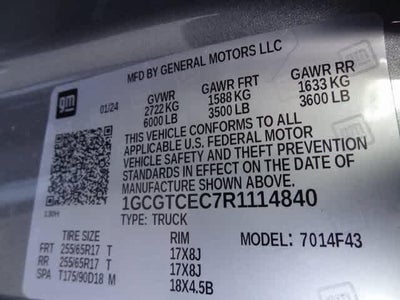 MFD BY GENERAL MOTORS LLC
gm 01/24 GVWR GAWR FRT GAWR RR
2722 KG 1588 KG 1633 KG
6000 LB 3500 LB 3600 LB
THIS VEHICLE CONFORMS TO ALL
APPLICABLE U.S. FEDERAL MOTOR
VEHICLE SAFETY AND THEFT PREVENTION
STANDARDS IN EFFECT ON THE DATE OF
MANUFACTURE SHOWN ABOVE.
1GCGTCEC7R1114840
TYPE: TRUCK
TIRE SIZE RIM MODEL: 7014F43
FRT 255/65R17 T 17X8J
RR 255/65R17 T 17X8J
SPA T175/90D18 M 18X4.5B